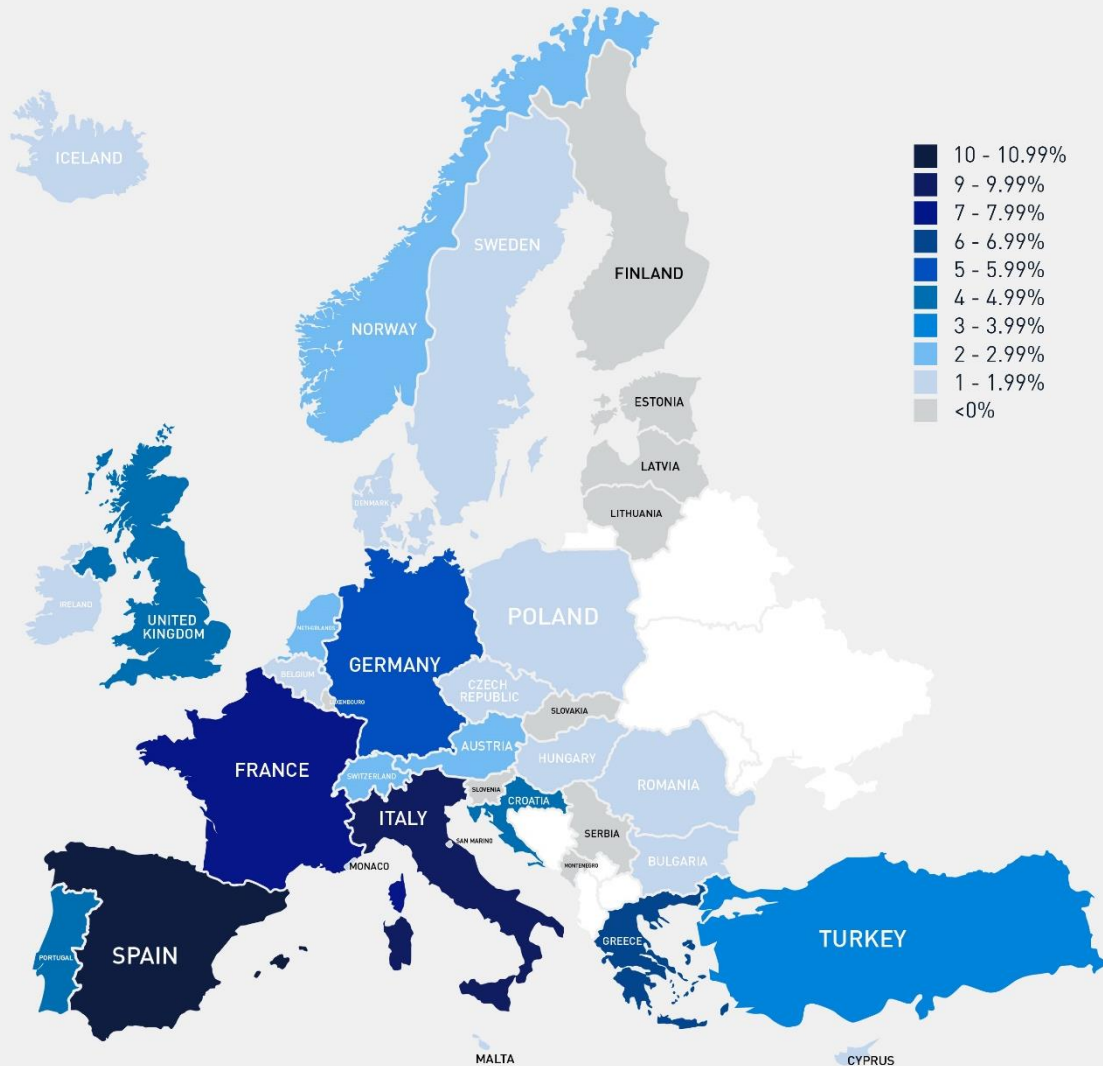 ICELAND
SWEDEN
FINLAND
NORWAY
10 - 10.99%
9 - 9.99%
7 - 7.99%
6 - 6.99%
5 - 5.99%
4 - 4.99%
3 - 3.99%
2 - 2.99%
1 - 1.99%
<0%
ESTONIA
LATVIA
LITHUANIA
DENMARK
IRELAND
UNITED
KINGDOM
NETHERLANDS
POLAND
BELGIUM
GERMANY
LUXEMBOURG
CZECH
REPUBLIC
SLOVAKIA
FRANCE
SWITZERLAND
AUSTRIA
HUNGARY
ROMANIA
ITALY
SLOVENIA
CROATIA
SAN MARINO
SERBIA
MONACO
MONTENEGRO
BULGARIA
PORTUGAL
SPAIN
GREECE
TURKEY
MALTA
CYPRUS